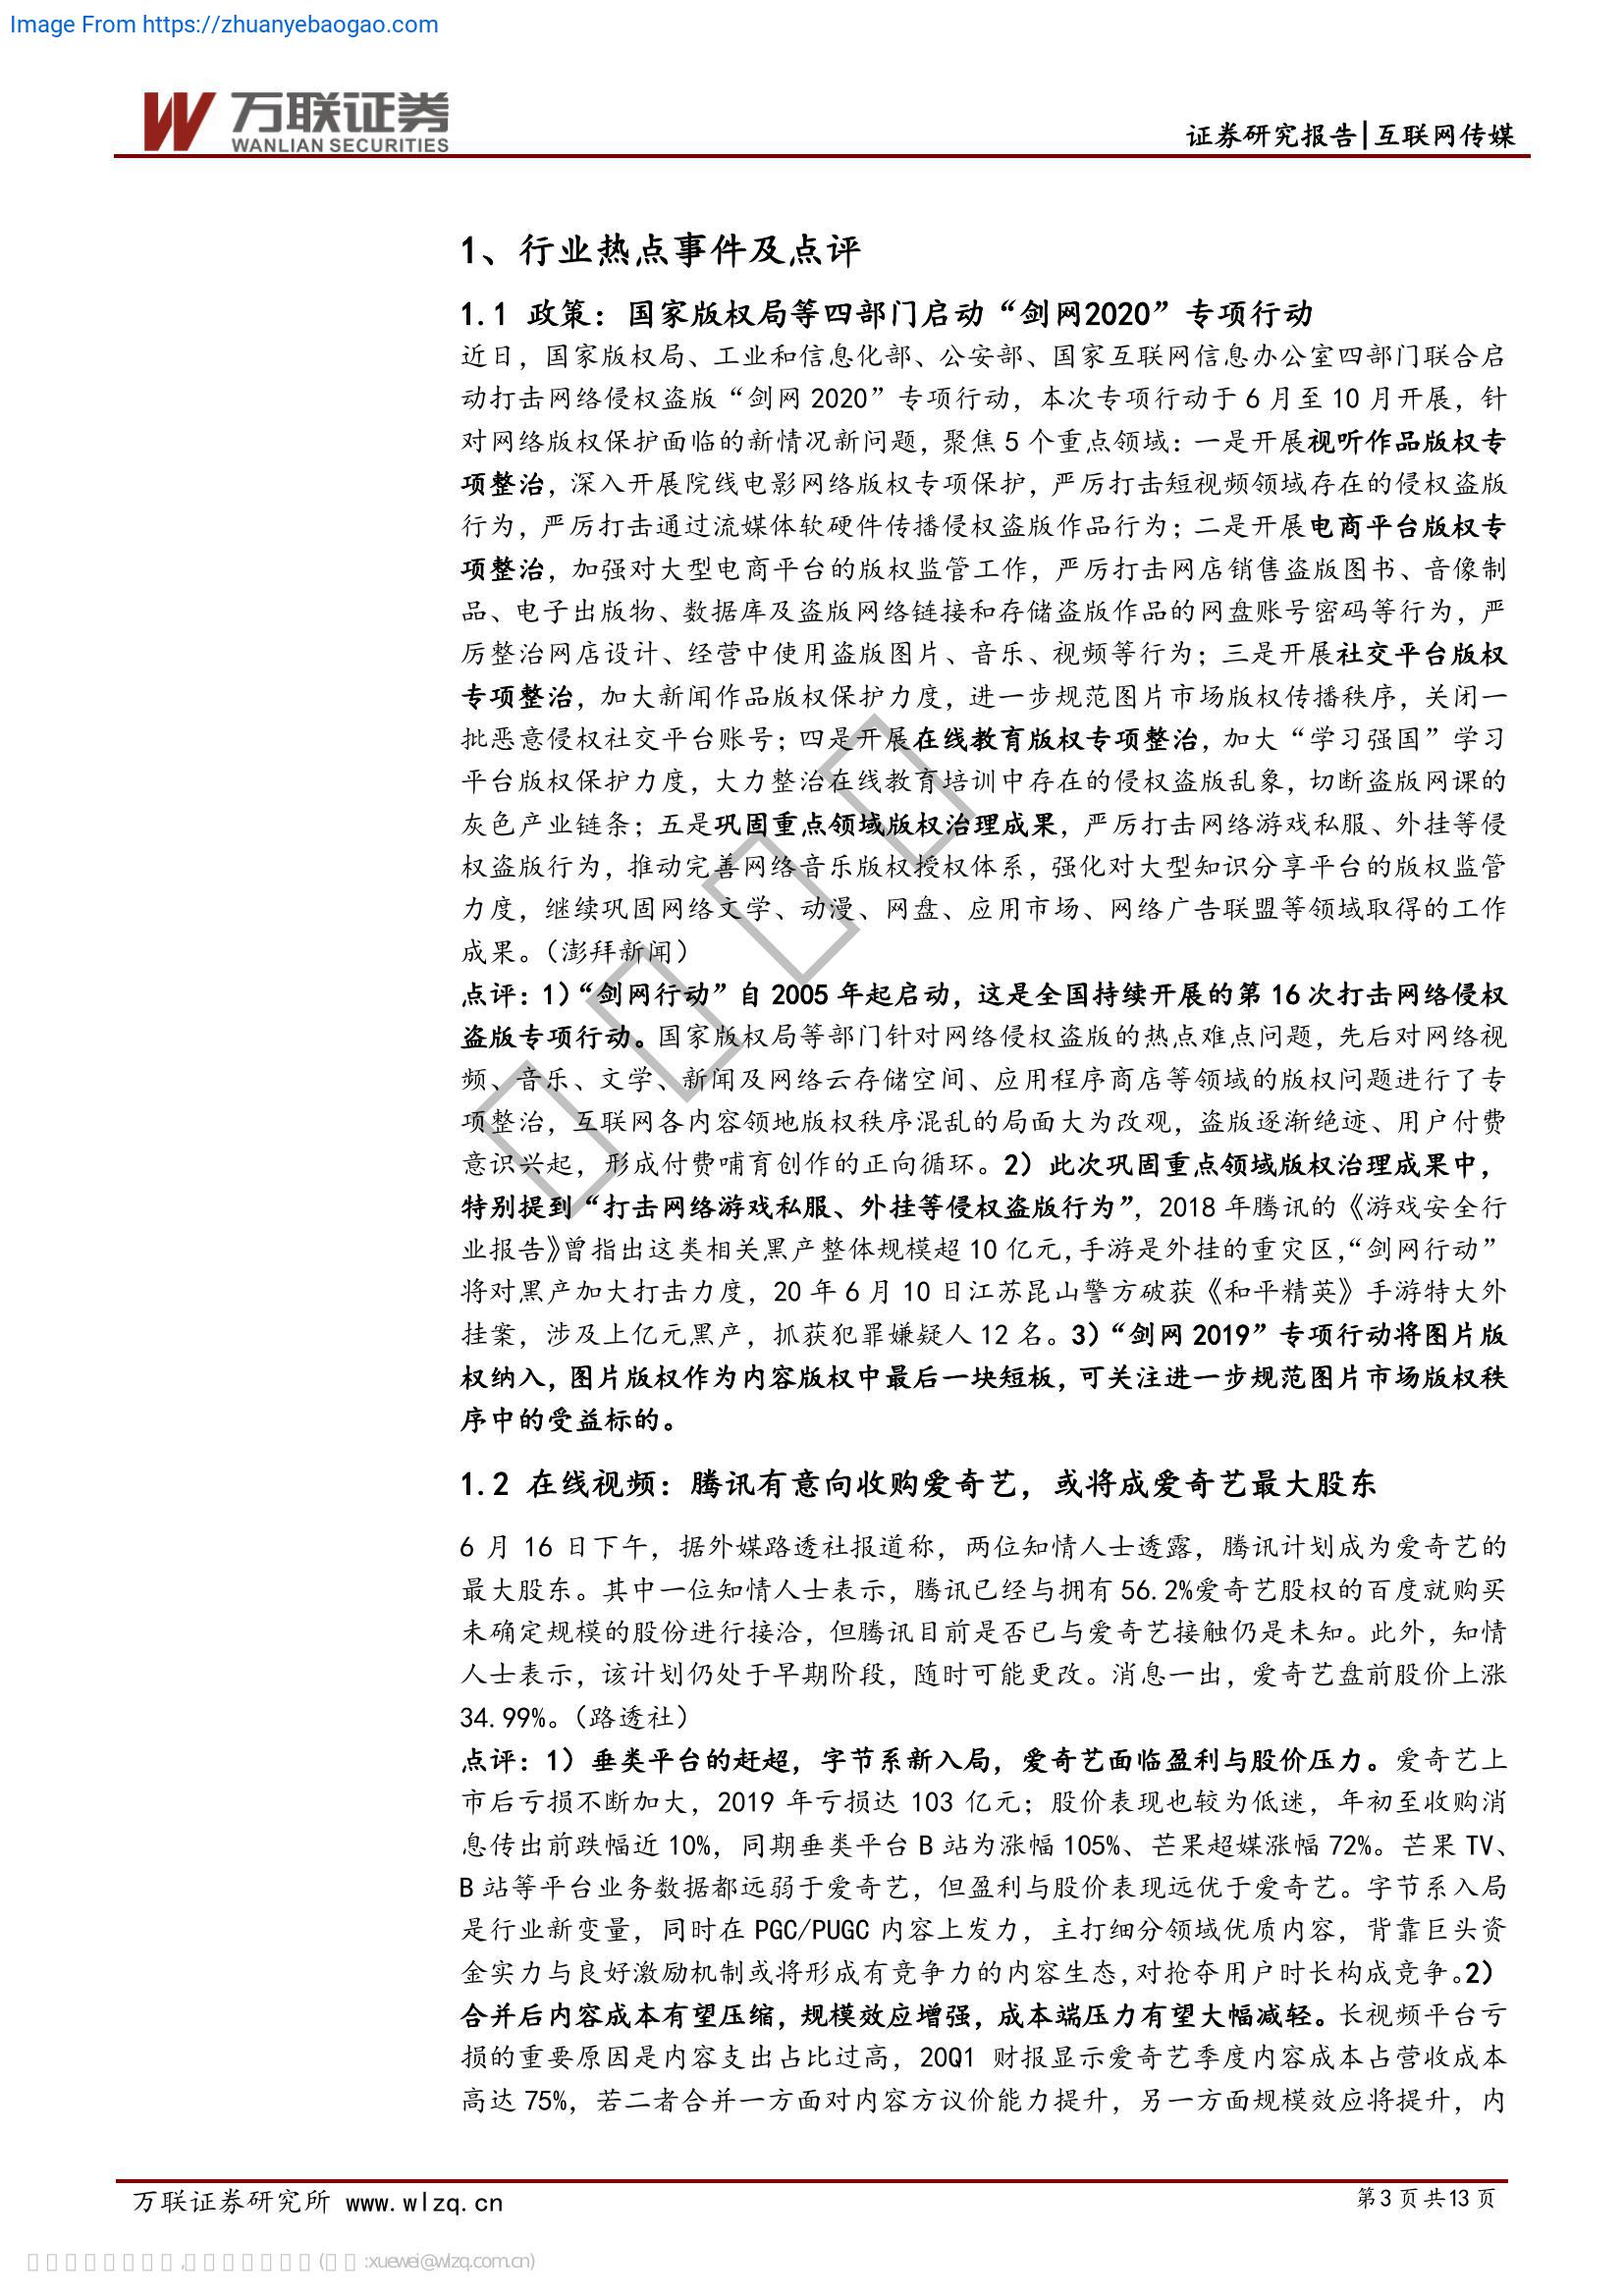 Image From https://zhuanyebaogao.com
万联证券
WANLIAN SECURITIES
证券研究报告|互联网传媒
1、行业热点事件及点评
1.1 政策：国家版权局等四部门启动“剑网2020”专项行动
近日，国家版权局、工业和信息化部、公安部、国家互联网信息办公室四部门联合启
动打击网络侵权盗版“剑网 2020”专项行动，本次专项行动于 6 月至 10 月开展，针
对网络版权保护面临的新情况新问题，聚焦 5 个重点领域：一是开展视听作品版权专
项整治，深入开展院线电影网络版权专项保护，严厉打击短视频领域存在的侵权盗版
行为，严厉打击通过流媒体软硬件传播侵权盗版作品行为；二是开展电商平台版权专
项整治，加强对大型电商平台的版权监管工作，严厉打击网店销售盗版图书、音像制
品、电子出版物、数据库及盗版网络链接和存储盗版作品的网盘账号密码等行为，严
厉整治网店设计、经营中使用盗版图片、音乐、视频等行为；三是开展社交平台版权
专项整治，加大新闻作品版权保护力度，进一步规范图片市场版权传播秩序，关闭一
批恶意侵权社交平台账号；四是开展在线教育版权专项整治，加大“学习强国”学习
平台版权保护力度，大力整治在线教育培训中存在的侵权盗版乱象，切断盗版网课的
灰色产业链条；五是巩固重点领域版权治理成果，严厉打击网络游戏私服、外挂等侵
权盗版行为，推动完善网络音乐版权授权体系，强化对大型知识分享平台的版权监管
力度，继续巩固网络文学、动漫、网盘、应用市场、网络广告联盟等领域取得的工作
成果。（澎拜新闻）
点评：1）“剑网行动”自 2005 年起启动，这是全国持续开展的第 16 次打击网络侵权
盗版专项行动。国家版权局等部门针对网络侵权盗版的热点难点问题，先后对网络视
频、音乐、文学、新闻及网络云存储空间、应用程序商店等领域的版权问题进行了专
项整治，互联网各内容领地版权秩序混乱的局面大为改观，盗版逐渐绝迹、用户付费
意识兴起，形成付费哺育创作的正向循环。2）此次巩固重点领域版权治理成果中，
特别提到“打击网络游戏私服、外挂等侵权盗版行为”，2018 年腾讯的《游戏安全行
业报告》曾指出这类相关黑产整体规模超 10 亿元，手游是外挂的重灾区，“剑网行动”
将对黑产加大打击力度，20 年 6 月 10 日江苏昆山警方破获《和平精英》手游特大外
挂案，涉及上亿元黑产，抓获犯罪嫌疑人 12 名。3）“剑网 2019”专项行动将图片版
权纳入，图片版权作为内容版权中最后一块短板，可关注进一步规范图片市场版权秩
序中的受益标的。
1.2 在线视频：腾讯有意向收购爱奇艺，或将成爱奇艺最大股东
6 月 16 日下午，据外媒路透社报道称，两位知情人士透露，腾讯计划成为爱奇艺的
最大股东。其中一位知情人士表示，腾讯已经与拥有 56.2%爱奇艺股权的百度就购买
未确定规模的股份进行接洽，但腾讯目前是否已与爱奇艺接触仍是未知。此外，知情
人士表示，该计划仍处于早期阶段，随时可能更改。消息一出，爱奇艺盘前股价上涨
34.99%。（路透社）
点评：1）垂类平台的赶超，字节系新入局，爱奇艺面临盈利与股价压力。爱奇艺上
市后亏损不断加大，2019 年亏损达 103 亿元；股价表现也较为低迷，年初至收购消
息传出前跌幅近 10%，同期垂类平台 B 站为涨幅 105%、芒果超媒涨幅 72%。芒果 TV、
B 站等平台业务数据都远弱于爱奇艺，但盈利与股价表现远优于爱奇艺。字节系入局
是行业新变量，同时在 PGC/PUGC 内容上发力，主打细分领域优质内容，背靠巨头资
金实力与良好激励机制或将形成有竞争力的内容生态，对抢夺用户时长构成竞争。2）
合并后内容成本有望压缩，规模效应增强，成本端压力有望大幅减轻。长视频平台亏
损的重要原因是内容支出占比过高，20Q1 财报显示爱奇艺季度内容成本占营收成本
高达 75%，若二者合并一方面对内容方议价能力提升，另一方面规模效应将提升，内
万联证券研究所 www.wlzq.cn
第 3 页 共 13 页
:xuewei@wlzq.com.cn)